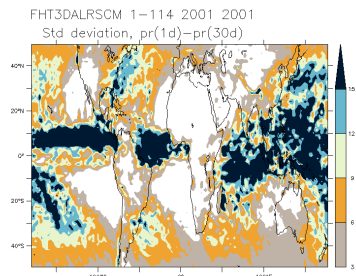 FHT3DALRSCM 1-114 2001 2001
Std deviation, pr(1d)-pr(30d)
40°N
20°N
0°
20°S
40°S
15
12
9
6
3